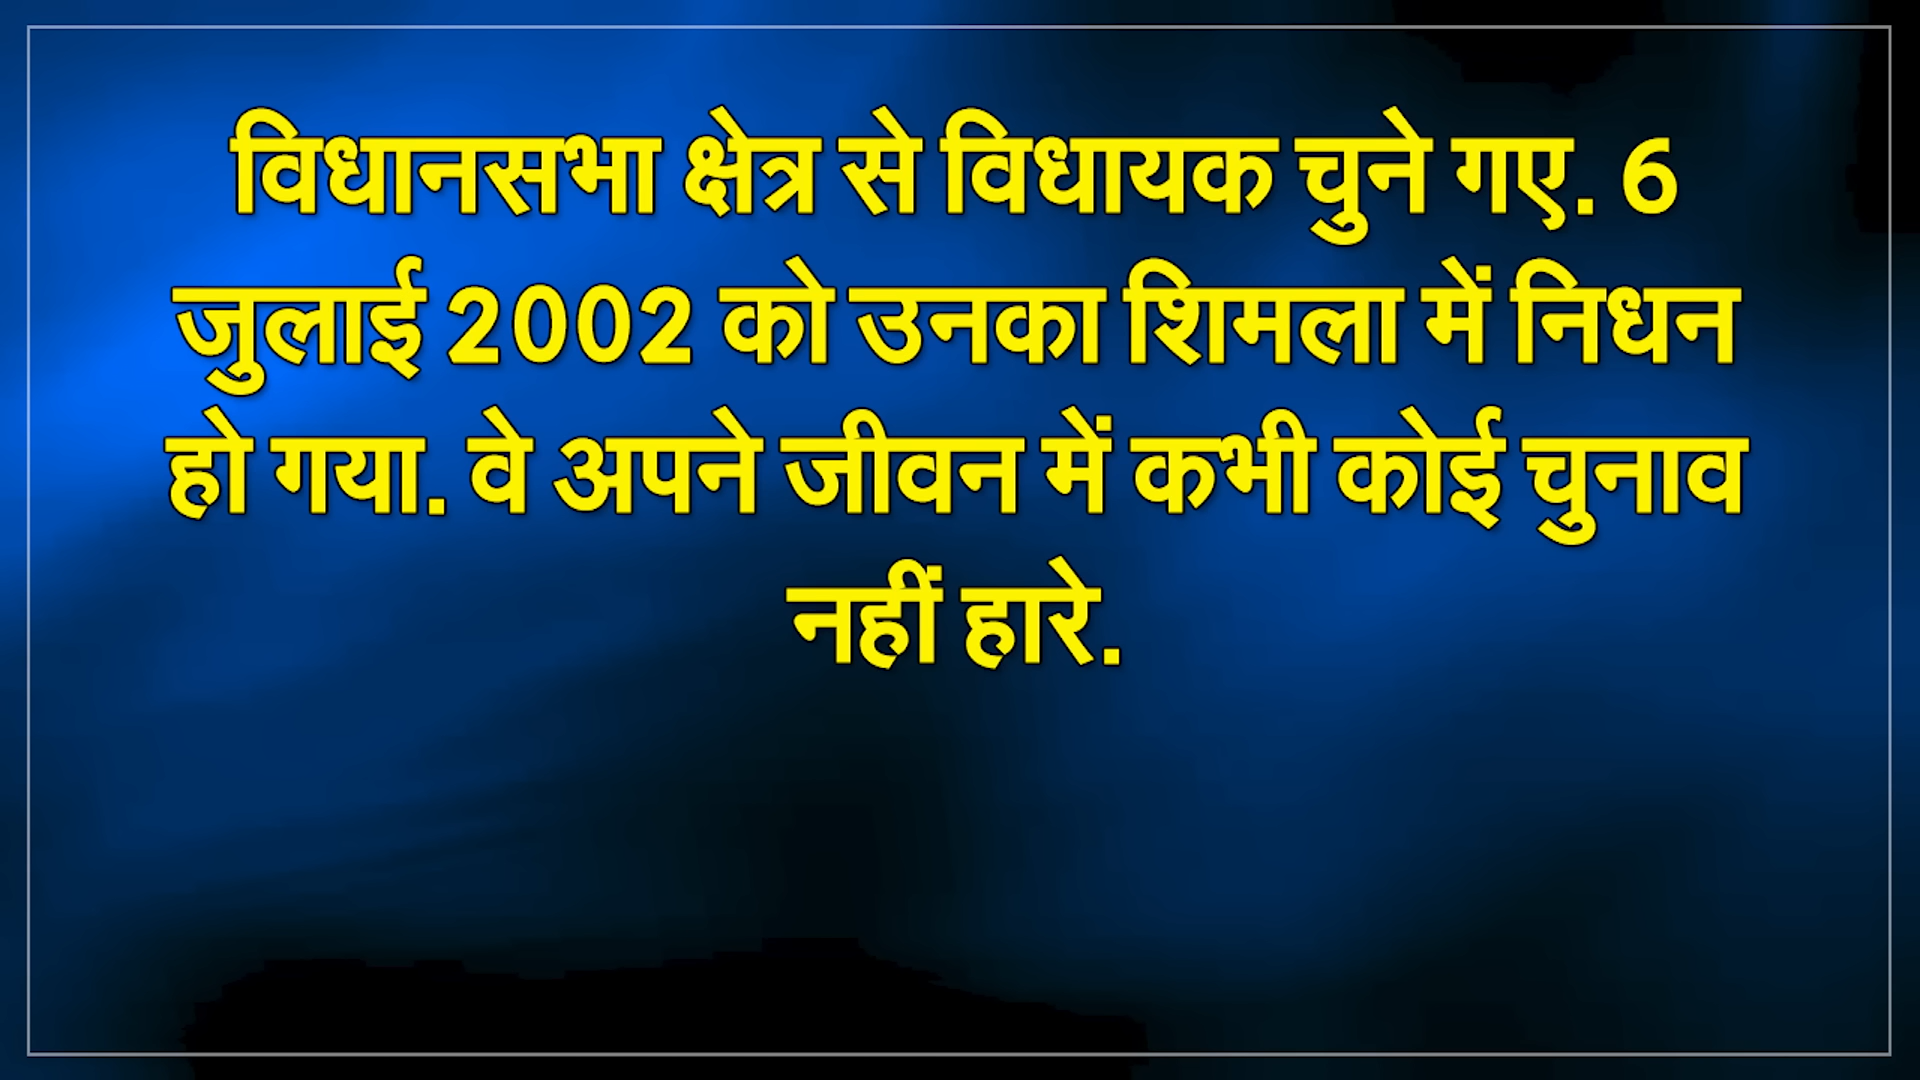 विधानसभा क्षेत्र से विधायक चुने गए. 6
जुलाई 2002 को उनका शिमला में निधन
हो गया. वे अपने जीवन में कभी कोई चुनाव
नहीं हारे.